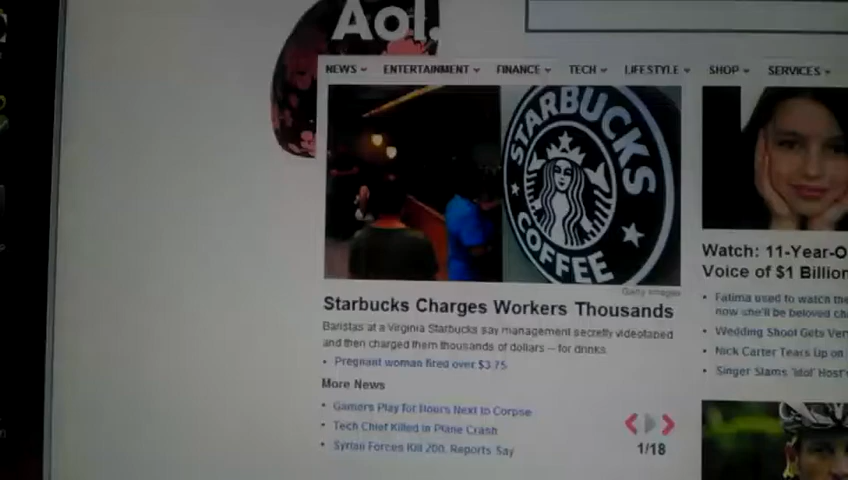 Aol.
NEWS ENTERTAINMENT FINANCE TECH LIFESTYLE SHOP SERVICES
STARBUCKS
COFFEE
Getty Images
Starbucks Charges Workers Thousands
Baristas at a Virginia Starbucks say management secretly videotaped
and then charged them thousands of dollars -- for drinks.
Pregnant woman fired over $3.75
More News
Gamers Play for Hours Next to Corpse
Tech Chief Killed in Plane Crash
Syrian Forces Kill 200, Reports Say
1/18
Watch: 11-Year-O
Voice of $1 Billion
Fatima used to watch the
now she'll be beloved
Wedding Shoot Gets
Nick Carter Tears Up on
Singer Slams 'Idol' Host's